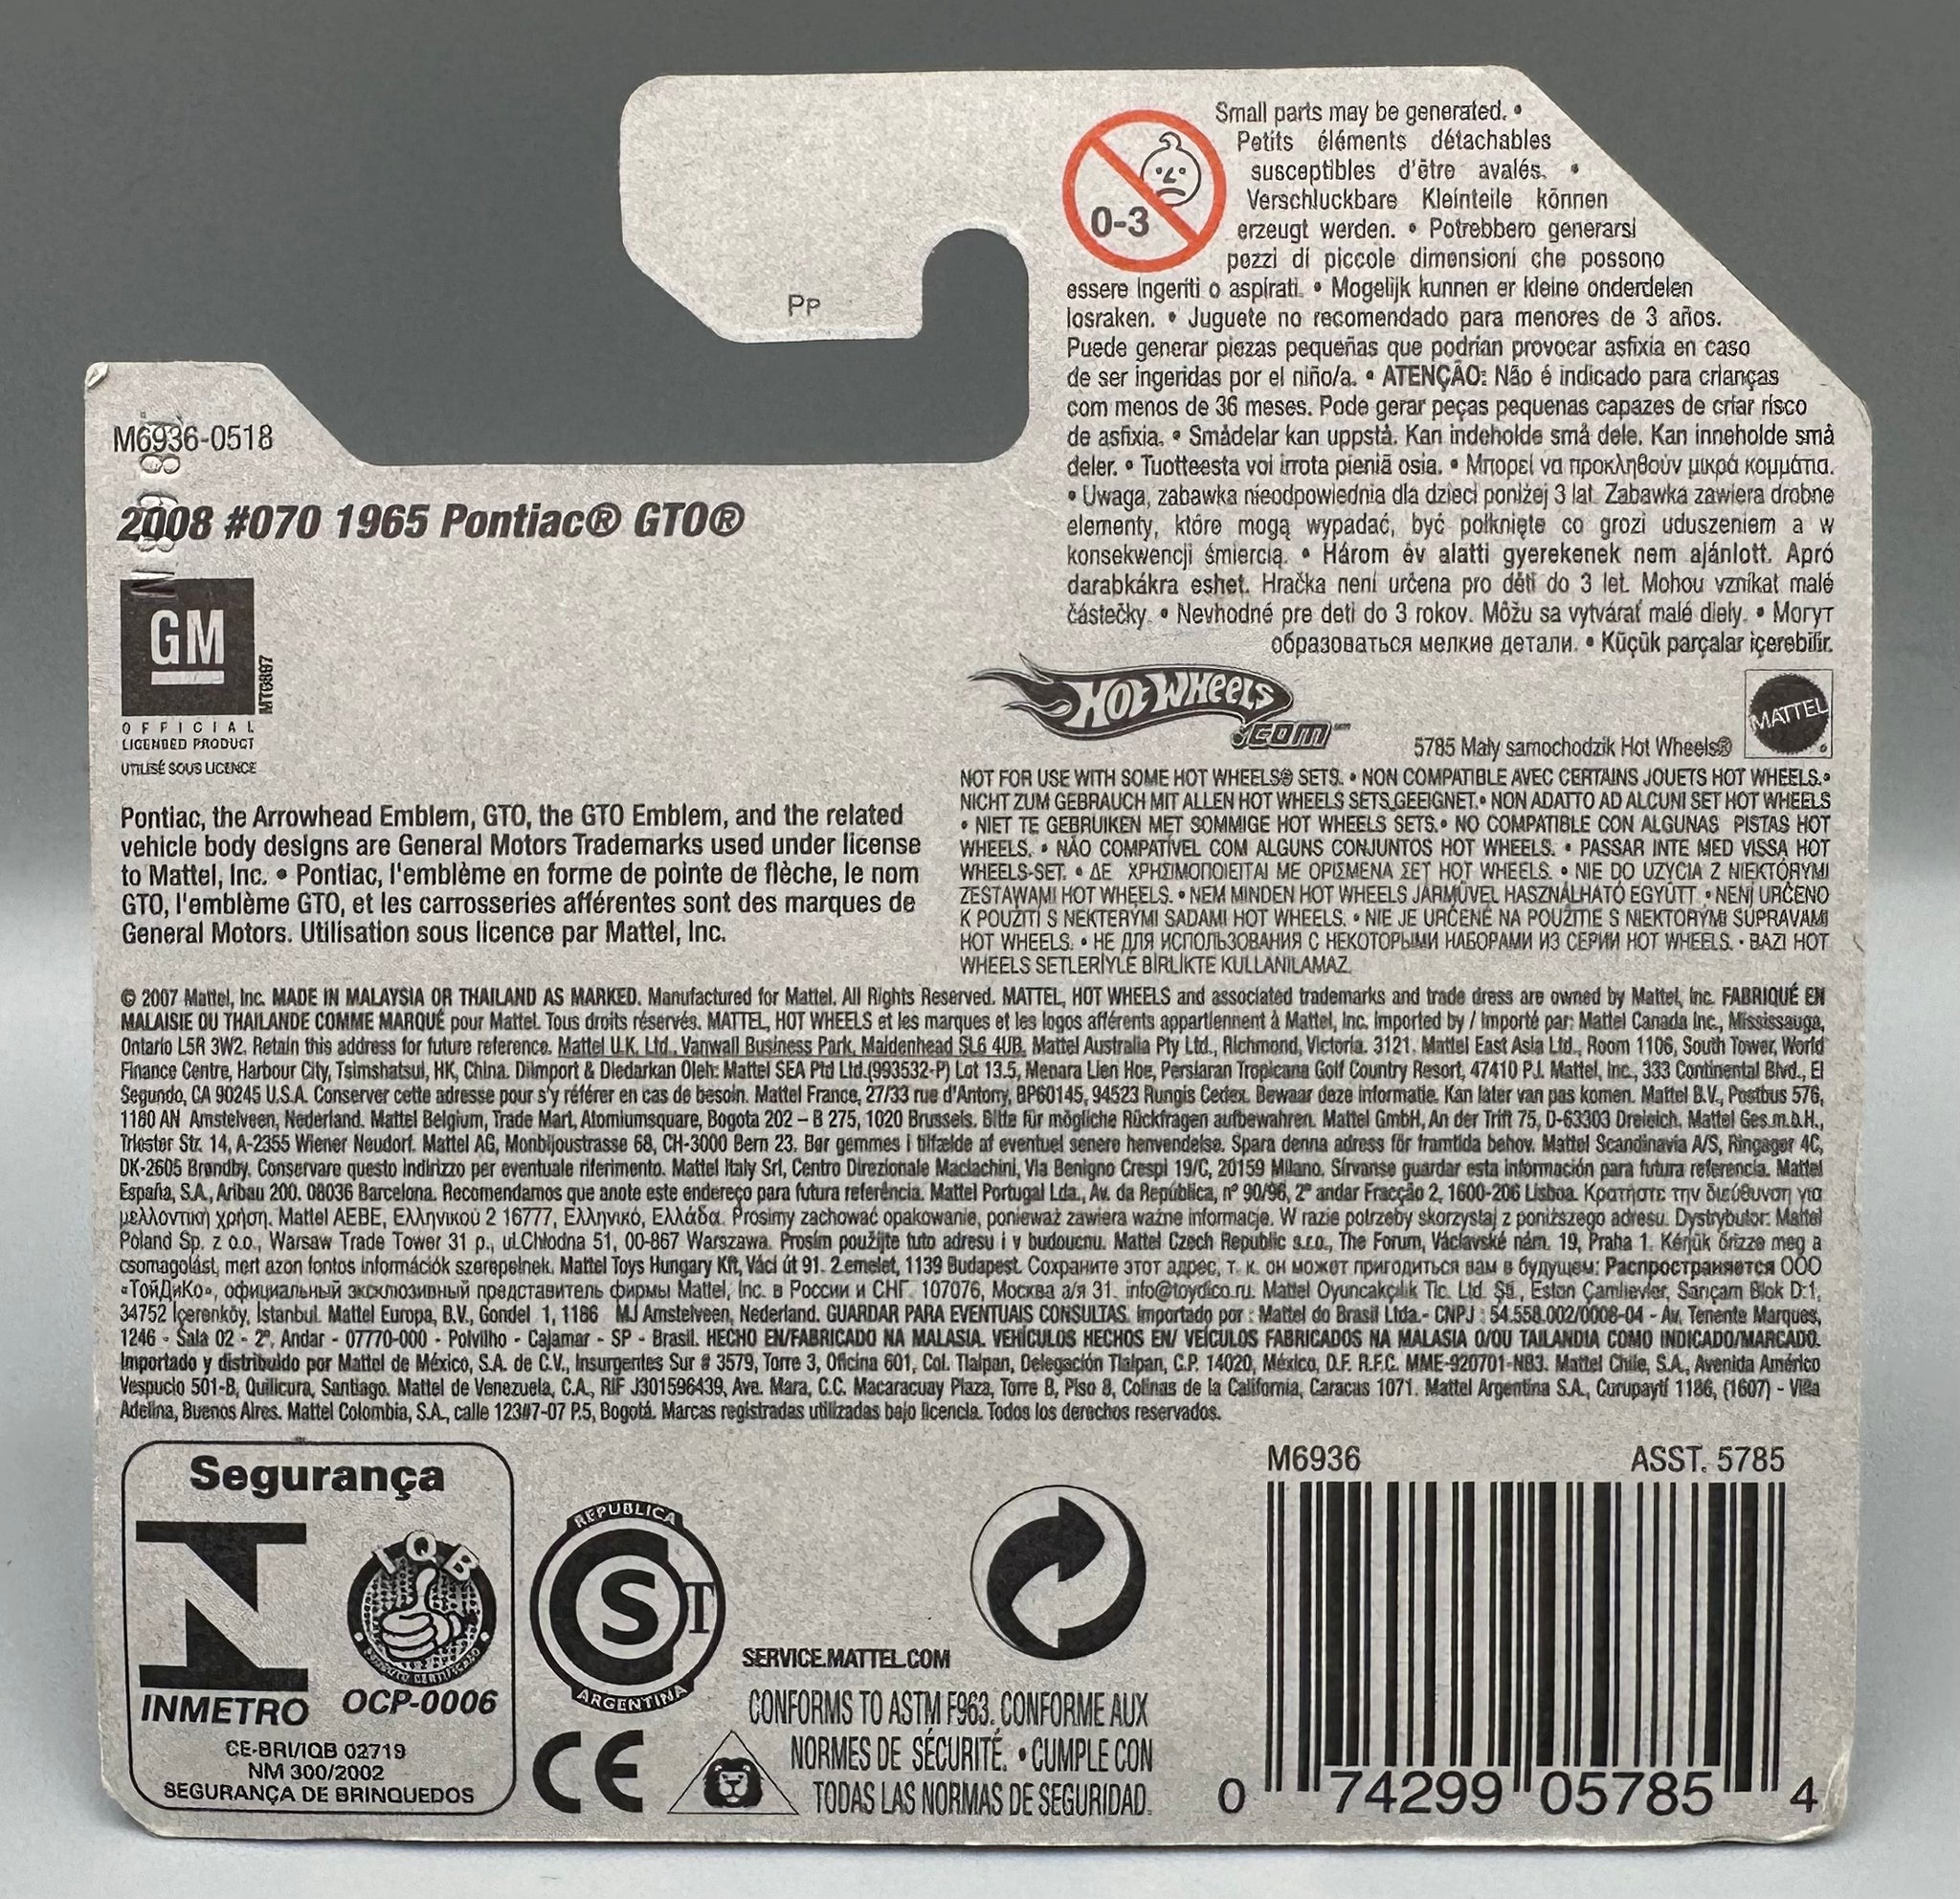 Small parts may be generated. •
Petits éléments détachables
susceptibles d'être avalés. •
Verschluckbare Kleinteile können
0-3
erzeugt werden. • Potrebbero generarsi
pezzi di piccole dimensioni che possono
essere ingeriti o aspirati. • Mogelijk kunnen er kleine onderdelen
Pp
losraken. • Juguete no recomendado para menores de 3 años.
Puede generar piezas pequeñas que podrían provocar asfixia en caso
de ser ingeridas por el niño/a. • ATENÇÃO: Não é indicado para crianças
com menos de 36 meses. Pode gerar peças pequenas capazes de criar risco
de asfixia. • Smådelar kan uppstå. Kan indeholde små dele. Kan inneholde små
deler. • Tuotteesta voi irrota pieniä osia. • Μπορεί να προκληθούν μικρά κομμάτια.
• Uwaga, zabawka nieodpowiednia dla dzieci poniżej 3 lat. Zabawka zawiera drobne
elementy, które mogą wypadać, być połknięte co grozi uduszeniem a w
konsekwencji śmiercią. • Három év alatti gyerekenek nem ajánlott. Apró
darabkákra eshet. Hračka není určena pro děti do 3 let. Mohou vznikat malé
částečky. • Nevhodné pre deti do 3 rokov. Môžu sa vytvárať malé diely. • Могут
образоваться мелкие детали. • Küçük parçalar içerebilir.
M6936-0518
2008 #070 1965 Pontiac® GTO®
GM
MT6897
OFFICIAL
LICENSED PRODUCT
UTILISÉ SOUS LICENCE
HOT WHEELS
.COM™
MATTEL
5785 Mały samochodzik Hot Wheels®
Pontiac, the Arrowhead Emblem, GTO, the GTO Emblem, and the related
vehicle body designs are General Motors Trademarks used under license
to Mattel, Inc. • Pontiac, l'emblème en forme de pointe de flèche, le nom
GTO, l'emblème GTO, et les carrosseries afférentes sont des marques de
General Motors. Utilisation sous licence par Mattel, Inc.
NOT FOR USE WITH SOME HOT WHEELS® SETS. • NON COMPATIBLE AVEC CERTAINS JOUETS HOT WHEELS.•
NICHT ZUM GEBRAUCH MIT ALLEN HOT WHEELS SETS GEEIGNET.• NON ADATTO AD ALCUNI SET HOT WHEELS
• NIET TE GEBRUIKEN MET SOMMIGE HOT WHEELS SETS.• NO COMPATIBLE CON ALGUNAS PISTAS HOT
WHEELS. • NÃO COMPATÍVEL COM ALGUNS CONJUNTOS HOT WHEELS. • PASSAR INTE MED VISSA HOT
WHEELS-SET. • ΔΕ ΧΡΗΣΙΜΟΠΟΙΕΙΤΑΙ ΜΕ ΟΡΙΣΜΕΝΑ ΣΕΤ HOT WHEELS. • NIE DO UZYCIA Z NIEKTÓRYMI
ZESTAWAMI HOT WHEELS. • NEM MINDEN HOT WHEELS JÁRMŰVEL HASZNÁLHATÓ EGYÜTT. • NENÍ URČENO
K POUŽITÍ S NEKTERÝMI SADAMI HOT WHEELS. • NIE JE URČENÉ NA POUŽITIE S NIEKTORÝMI SÚPRAVAMI
HOT WHEELS. • НЕ ДЛЯ ИСПОЛЬЗОВАНИЯ С НЕКОТОРЫМИ НАБОРАМИ ИЗ СЕРИИ HOT WHEELS. • BAZI HOT
WHEELS SETLERİYLE BİRLİKTE KULLANILAMAZ.
© 2007 Mattel, Inc. MADE IN MALAYSIA OR THAILAND AS MARKED. Manufactured for Mattel. All Rights Reserved. MATTEL, HOT WHEELS and associated trademarks and trade dress are owned by Mattel, Inc. FABRIQUÉ EN
MALAISIE OU THAILANDE COMME MARQUÉ pour Mattel. Tous droits réservés. MATTEL, HOT WHEELS et les marques et les logos afférents appartiennent à Mattel, Inc. Imported by / Importé par: Mattel Canada Inc., Mississauga,
Ontario L5R 3W2. Retain this address for future reference. Mattel U.K. Ltd., Vanwall Business Park, Maidenhead SL6 4UB. Mattel Australia Pty Ltd., Richmond, Victoria. 3121. Mattel East Asia Ltd., Room 1106, South Tower, World
Finance Centre, Harbour City, Tsimshatsui, HK, China. Diimport & Diedarkan Oleh: Mattel SEA Ptd Ltd.(993532-P) Lot 13.5, Menara Lien Hoe, Persiaran Tropicana Golf Country Resort, 47410 PJ. Mattel, Inc., 333 Continental Blvd., El
Segundo, CA 90245 U.S.A. Conserver cette adresse pour s'y référer en cas de besoin. Mattel France, 27/33 rue d'Antony, BP60145, 94523 Rungis Cedex. Bewaar deze informatie. Kan later van pas komen. Mattel B.V., Postbus 576,
1180 AN Amstelveen, Nederland. Mattel Belgium, Trade Mart, Atomiumsquare, Bogota 202 – B 275, 1020 Brussels. Bitte für mögliche Rückfragen aufbewahren. Mattel GmbH, An der Trift 75, D-63303 Dreieich. Mattel Ges.m.b.H.,
Triester Str. 14, A-2355 Wiener Neudorf. Mattel AG, Monbijoustrasse 68, CH-3000 Bern 23. Bør gemmes i tilfælde af eventuel senere henvendelse. Spara denna adress för framtida behov. Mattel Scandinavia A/S, Ringager 4C,
DK-2605 Brøndby. Conservare questo indirizzo per eventuale riferimento. Mattel Italy Srl, Centro Direzionale Maciachini, Via Benigno Crespi 19/C, 20159 Milano. Sírvanse guardar esta información para futura referencia. Mattel
España, S.A., Aribau 200. 08036 Barcelona. Recomendamos que anote este endereço para futura referência. Mattel Portugal Lda., Av. da República, nº 90/96, 2º andar Fracção 2, 1600-206 Lisboa. Κρατήστε την διεύθυνση για
μελλοντική χρήση. Mattel AEBE, Ελληνικού 2 16777, Ελληνικό, Ελλάδα. Prosimy zachować opakowanie, ponieważ zawiera ważne informacje. W razie potrzeby skorzystaj z poniższego adresu. Dystrybutor: Mattel
Poland Sp. z o.o., Warsaw Trade Tower 31 p., ul.Chłodna 51, 00-867 Warszawa. Prosím použijte tuto adresu i v budoucnu. Mattel Czech Republic s.r.o., The Forum, Václavské nám. 19, Praha 1. Kérjük őrizze meg a
csomagolást, mert azon fontos információk szerepelnek. Mattel Toys Hungary Kft, Váci út 91. 2.emelet, 1139 Budapest. Сохраните этот адрес, т. к. он может пригодиться вам в будущем: Распространяется ООО
«ТойДиКо», официальный эксклюзивный представитель фирмы Mattel, Inc. в России и СНГ. 107076, Москва а/я 31. info@toydico.ru. Mattel Oyuncakçılık Tic. Ltd. Şti., Eston Çamlıevler, Sarıçam Blok D:1,
34752 İçerenköy, İstanbul. Mattel Europa, B.V., Gondel 1, 1186 MJ Amstelveen, Nederland. GUARDAR PARA EVENTUAIS CONSULTAS. Importado por : Mattel do Brasil Ltda.- CNPJ : 54.558.002/0008-04 - Av. Tenente Marques,
1246 - Sala 02 - 2º. Andar - 07770-000 - Polvilho - Cajamar - SP - Brasil. HECHO EN/FABRICADO NA MALASIA. VEHÍCULOS HECHOS EN/ VEÍCULOS FABRICADOS NA MALASIA O/OU TAILANDIA COMO INDICADO/MARCADO.
Importado y distribuido por Mattel de México, S.A. de C.V., Insurgentes Sur # 3579, Torre 3, Oficina 601, Col. Tlalpan, Delegación Tlalpan, C.P. 14020, México, D.F. R.F.C. MME-920701-NB3. Mattel Chile, S.A., Avenida Américo
Vespucio 501-B, Quilicura, Santiago. Mattel de Venezuela, C.A., RIF J301596439, Ave. Mara, C.C. Macaracuay Plaza, Torre B, Piso 8, Colinas de la California, Caracas 1071. Mattel Argentina S.A., Curupaytí 1186, (1607) - Villa
Adelina, Buenos Aires. Mattel Colombia, S.A., calle 123#7-07 P.5, Bogotá. Marcas registradas utilizadas bajo licencia. Todos los derechos reservados.
Segurança
IQB
INMETRO
OCP-0006
CE-BRI/IQB 02719
NM 300/2002
SEGURANÇA DE BRINQUEDOS
REPUBLICA
S T
ARGENTINA
CE
SERVICE.MATTEL.COM
CONFORMS TO ASTM F963. CONFORME AUX
NORMES DE SÉCURITÉ. • CUMPLE CON
TODAS LAS NORMAS DE SEGURIDAD.
M6936 ASST. 5785
0 74299 05785 4